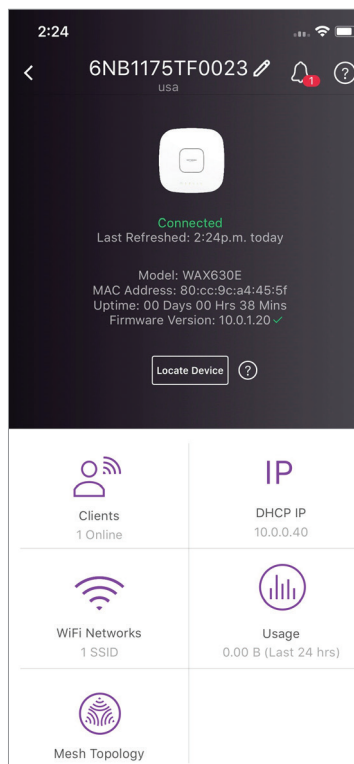 2:24
6NB1175TF0023
usa
1
?
Connected
Last Refreshed: 2:24p.m. today
Model: WAX630E
MAC Address: 80:cc:9c:a4:45:5f
Uptime: 00 Days 00 Hrs 38 Mins
Firmware Version: 10.0.1.20
Locate Device
?
Clients
1 Online
IP
DHCP IP
10.0.0.40
WiFi Networks
1 SSID
Usage
0.00 B (Last 24 hrs)
Mesh Topology